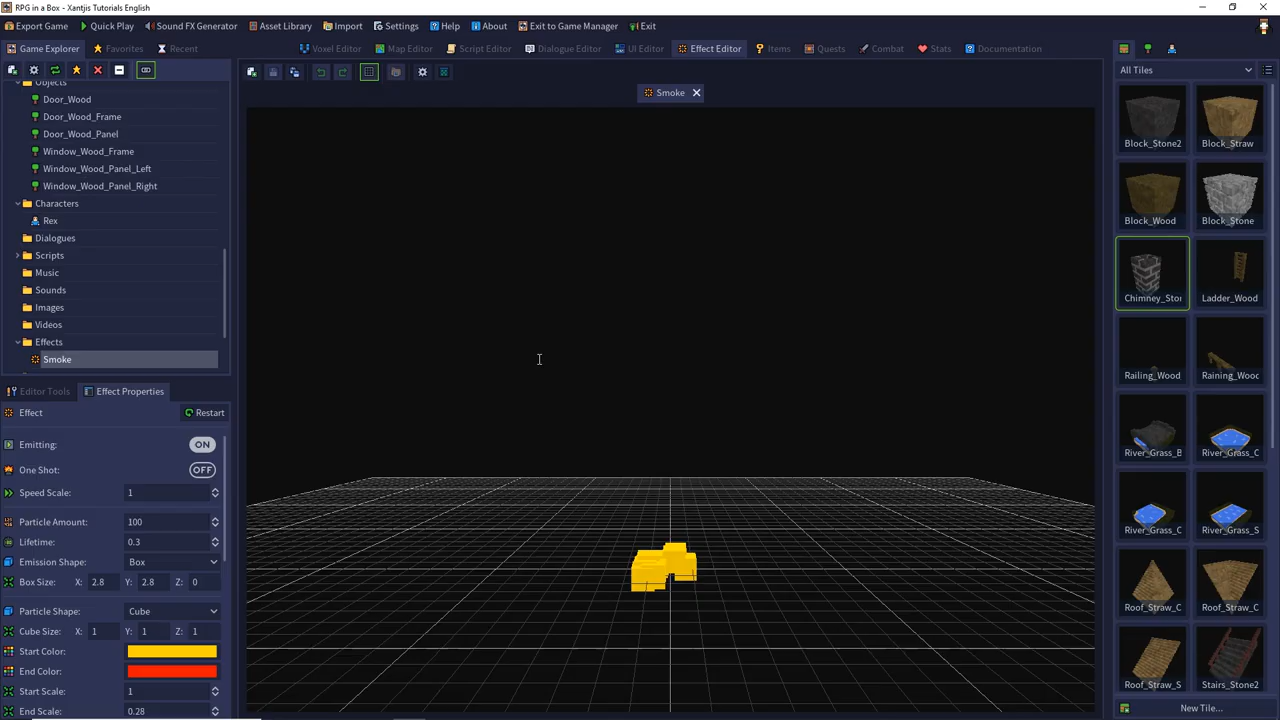 RPG in a Box — Xantjis Tutorials English
Export Game Quick Play Sound FX Generator Asset Library Import Settings Help About Exit to Game Manager Exit
Game Explorer Favorites Recent Voxel Editor Map Editor Script Editor Dialogue Editor UI Editor Effect Editor Items Quests Combat Stats Documentation
All Tiles
Smoke
Objects
Door_Wood
Door_Wood_Frame
Door_Wood_Panel
Window_Wood_Frame
Window_Wood_Panel_Left
Window_Wood_Panel_Right
Characters
Rex
Dialogues
Scripts
Music
Sounds
Images
Videos
Effects
Smoke
Editor Tools Effect Properties
Effect Restart
Emitting: ON
One Shot: OFF
Speed Scale: 1
Particle Amount: 100
Lifetime: 0.3
Emission Shape: Box
Box Size: X: 2.8 Y: 2.8 Z: 0
Particle Shape: Cube
Cube Size: X: 1 Y: 1 Z: 1
Start Color:
End Color:
Start Scale: 1
End Scale: 0.28
Block_Stone2 Block_Straw
Block_Wood Block_Stone
Chimney_Stor Ladder_Wood
Railing_Wood Raining_Wooc
River_Grass_B River_Grass_C
River_Grass_C River_Grass_S
Roof_Straw_C Roof_Straw_C
Roof_Straw_S Stairs_Stone2
New Tile...